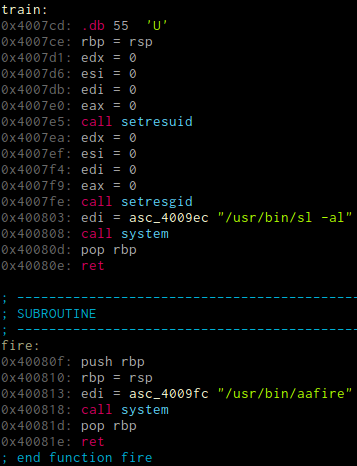 train:
0x4007cd: .db 55  'U'
0x4007ce: rbp = rsp
0x4007d1: edx = 0
0x4007d6: esi = 0
0x4007db: edi = 0
0x4007e0: eax = 0
0x4007e5: call setresuid
0x4007ea: edx = 0
0x4007ef: esi = 0
0x4007f4: edi = 0
0x4007f9: eax = 0
0x4007fe: call setresgid
0x400803: edi = asc_4009ec "/usr/bin/sl -al"
0x400808: call system
0x40080d: pop rbp
0x40080e: ret
; ---------------------------------------
; SUBROUTINE
; ---------------------------------------
fire:
0x40080f: push rbp
0x400810: rbp = rsp
0x400813: edi = asc_4009fc "/usr/bin/aafire"
0x400818: call system
0x40081d: pop rbp
0x40081e: ret
; end function fire